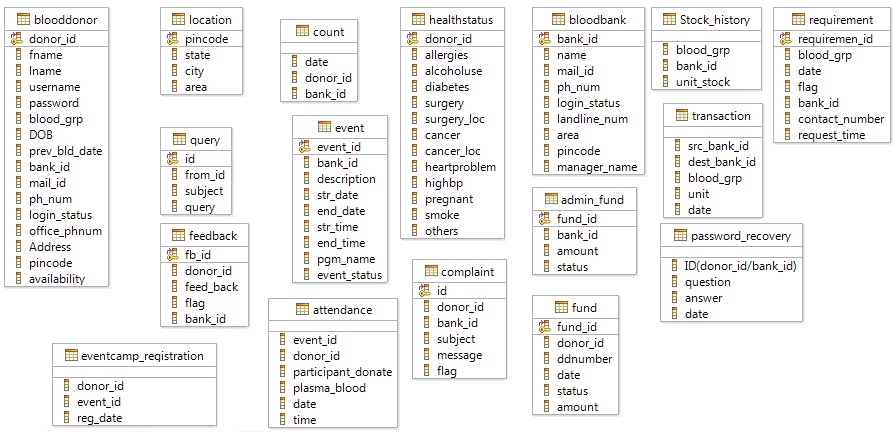 blooddonor
donor_id
fname
lname
username
password
blood_grp
DOB
prev_bld_date
bank_id
mail_id
ph_num
login_status
office_phnum
Address
pincode
availability
location
pincode
state
city
area
count
date
donor_id
bank_id
healthstatus
donor_id
allergies
alcoholuse
diabetes
surgery
surgery_loc
cancer
cancer_loc
heartproblem
highbp
pregnant
smoke
others
bloodbank
bank_id
name
mail_id
ph_num
login_status
landline_num
area
pincode
manager_name
Stock_history
blood_grp
bank_id
unit_stock
requirement
requiremen_id
blood_grp
date
flag
bank_id
contact_number
request_time
query
id
from_id
subject
query
event
event_id
bank_id
description
str_date
end_date
str_time
end_time
pgm_name
event_status
transaction
src_bank_id
dest_bank_id
blood_grp
unit
date
admin_fund
fund_id
bank_id
amount
status
feedback
fb_id
donor_id
feed_back
flag
bank_id
password_recovery
ID(donor_id/bank_id)
question
answer
date
complaint
id
donor_id
bank_id
subject
message
flag
attendance
event_id
donor_id
participant_donate
plasma_blood
date
time
fund
fund_id
donor_id
ddnumber
date
status
amount
eventcamp_registration
donor_id
event_id
reg_date